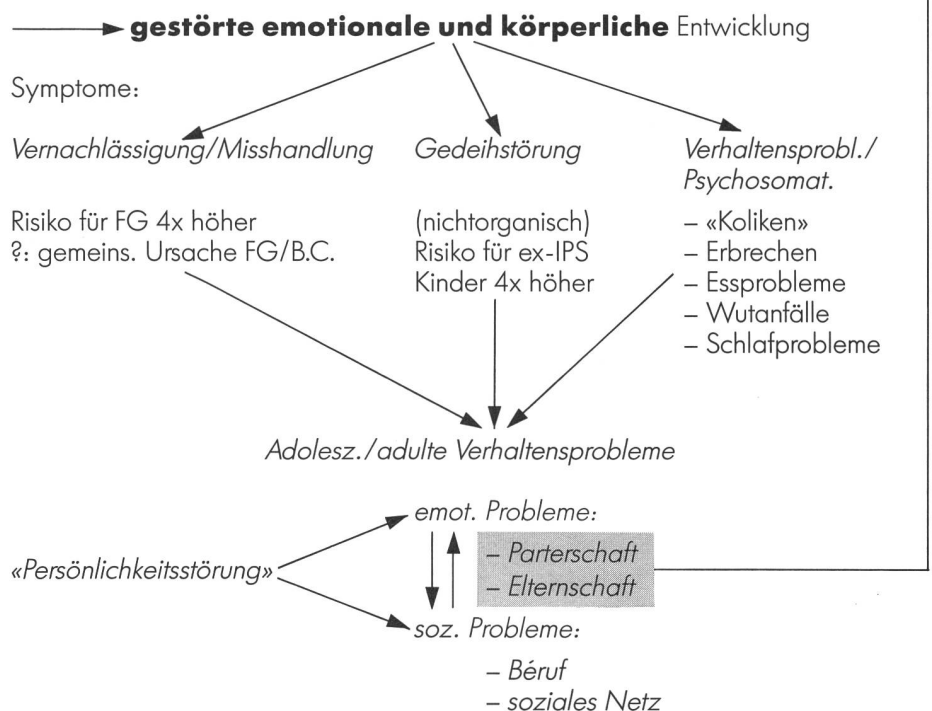 gestörte emotionale und körperliche Entwicklung
Symptome:
Vernachlässigung/Misshandlung
Risiko für FG 4x höher
?: gemeins. Ursache FG/B.C.
Gedeihstörung
(nichtorganisch)
Risiko für ex-IPS
Kinder 4x höher
Verhaltensprobl./
Psychosomat.
– «Koliken»
– Erbrechen
– Essprobleme
– Wutanfälle
– Schlafprobleme
Adolesz./adulte Verhaltensprobleme
«Persönlichkeitsstörung»
emot. Probleme:
– Parterschaft
– Elternschaft
soz. Probleme:
– Béruf
– soziales Netz